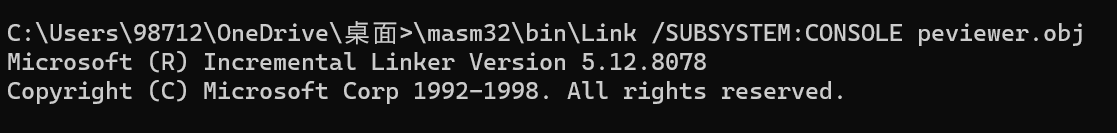 C:\Users\98712\OneDrive\桌面>\masm32\bin\Link /SUBSYSTEM:CONSOLE peviewer.obj
Microsoft (R) Incremental Linker Version 5.12.8078
Copyright (C) Microsoft Corp 1992-1998. All rights reserved.